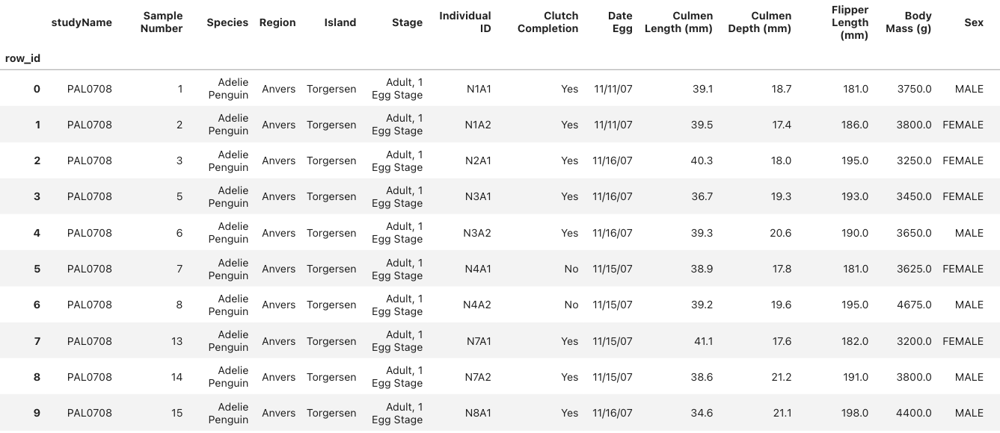 studyName Sample Number Species Region Island Stage Individual ID Clutch Completion Date Egg Culmen Length (mm) Culmen Depth (mm) Flipper Length (mm) Body Mass (g) Sex
row_id
0 PAL0708 1 Adelie Penguin Anvers Torgersen Adult, 1 Egg Stage N1A1 Yes 11/11/07 39.1 18.7 181.0 3750.0 MALE
1 PAL0708 2 Adelie Penguin Anvers Torgersen Adult, 1 Egg Stage N1A2 Yes 11/11/07 39.5 17.4 186.0 3800.0 FEMALE
2 PAL0708 3 Adelie Penguin Anvers Torgersen Adult, 1 Egg Stage N2A1 Yes 11/16/07 40.3 18.0 195.0 3250.0 FEMALE
3 PAL0708 5 Adelie Penguin Anvers Torgersen Adult, 1 Egg Stage N3A1 Yes 11/16/07 36.7 19.3 193.0 3450.0 FEMALE
4 PAL0708 6 Adelie Penguin Anvers Torgersen Adult, 1 Egg Stage N3A2 Yes 11/16/07 39.3 20.6 190.0 3650.0 MALE
5 PAL0708 7 Adelie Penguin Anvers Torgersen Adult, 1 Egg Stage N4A1 No 11/15/07 38.9 17.8 181.0 3625.0 FEMALE
6 PAL0708 8 Adelie Penguin Anvers Torgersen Adult, 1 Egg Stage N4A2 No 11/15/07 39.2 19.6 195.0 4675.0 MALE
7 PAL0708 13 Adelie Penguin Anvers Torgersen Adult, 1 Egg Stage N7A1 Yes 11/15/07 41.1 17.6 182.0 3200.0 FEMALE
8 PAL0708 14 Adelie Penguin Anvers Torgersen Adult, 1 Egg Stage N7A2 Yes 11/15/07 38.6 21.2 191.0 3800.0 MALE
9 PAL0708 15 Adelie Penguin Anvers Torgersen Adult, 1 Egg Stage N8A1 Yes 11/16/07 34.6 21.1 198.0 4400.0 MALE